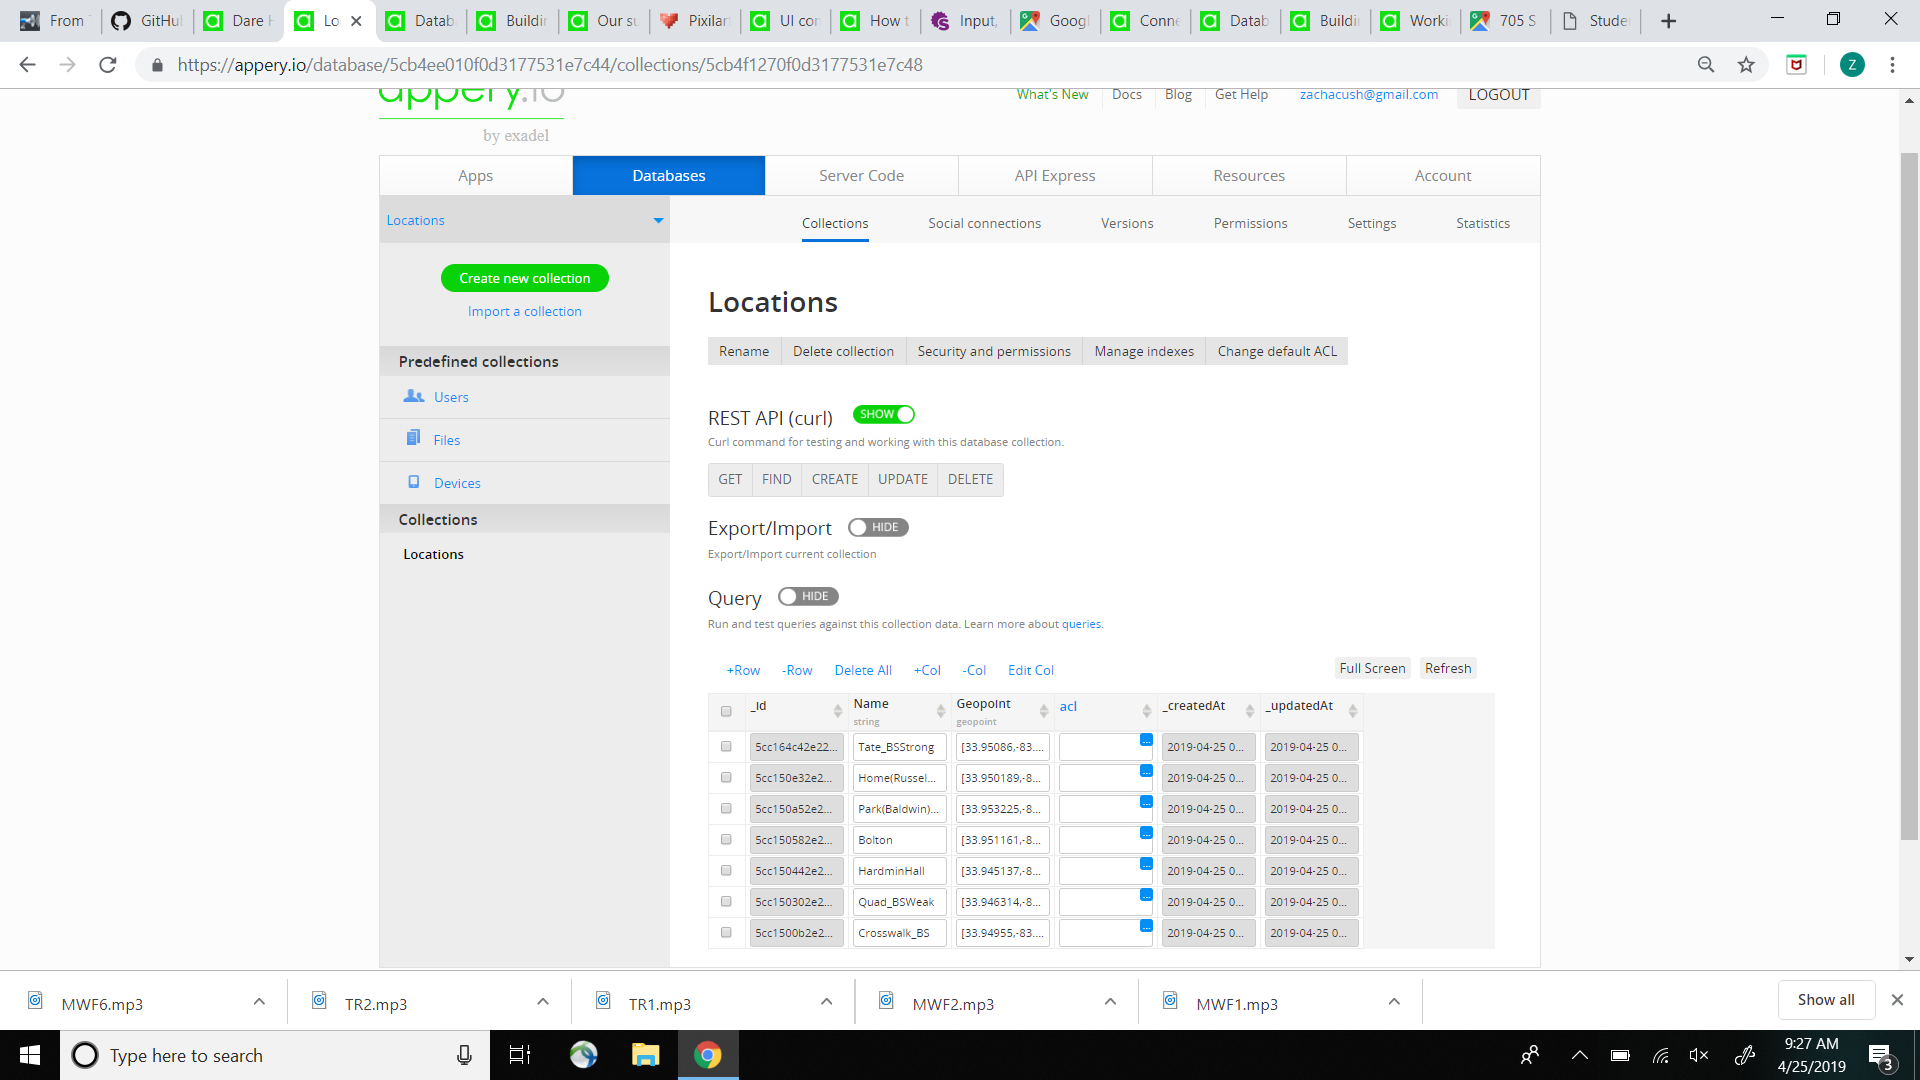 From
GitHu
Dare H
Lo
Datab
Buildin
Our su
Pixilar
UI con
How t
Input,
Googl
Conne
Datab
Buildin
Worki
705 S
Studen
https://appery.io/database/5cb4ee010f0d3177531e7c44/collections/5cb4f1270f0d3177531e7c48
Z
appery.io
by exadel
What's New
Docs
Blog
Get Help
zachacush@gmail.com
LOGOUT
Apps
Databases
Server Code
API Express
Resources
Account
Locations
Collections
Social connections
Versions
Permissions
Settings
Statistics
Create new collection
Import a collection
Predefined collections
Users
Files
Devices
Collections
Locations
Locations
Rename
Delete collection
Security and permissions
Manage indexes
Change default ACL
REST API (curl) SHOW
Curl command for testing and working with this database collection.
GET FIND CREATE UPDATE DELETE
Export/Import HIDE
Export/Import current collection
Query HIDE
Run and test queries against this collection data. Learn more about queries.
+Row -Row Delete All +Col -Col Edit Col Full Screen Refresh
_id Name Geopoint acl _createdAt _updatedAt
string geopoint
5cc164c42e22... Tate_BSStrong [33.95086,-83.... ... 2019-04-25 0... 2019-04-25 0...
5cc150e32e2... Home(Russel... [33.950189,-8... ... 2019-04-25 0... 2019-04-25 0...
5cc150a52e2... Park(Baldwin)... [33.953225,-8... ... 2019-04-25 0... 2019-04-25 0...
5cc150582e2... Bolton [33.951161,-8... ... 2019-04-25 0... 2019-04-25 0...
5cc150442e2... HardminHall [33.945137,-8... ... 2019-04-25 0... 2019-04-25 0...
5cc150302e2... Quad_BSWeak [33.946314,-8... ... 2019-04-25 0... 2019-04-25 0...
5cc1500b2e2... Crosswalk_BS [33.94955,-83.... ... 2019-04-25 0... 2019-04-25 0...
MWF6.mp3
TR2.mp3
TR1.mp3
MWF2.mp3
MWF1.mp3
Show all
Type here to search
9:27 AM
4/25/2019
3